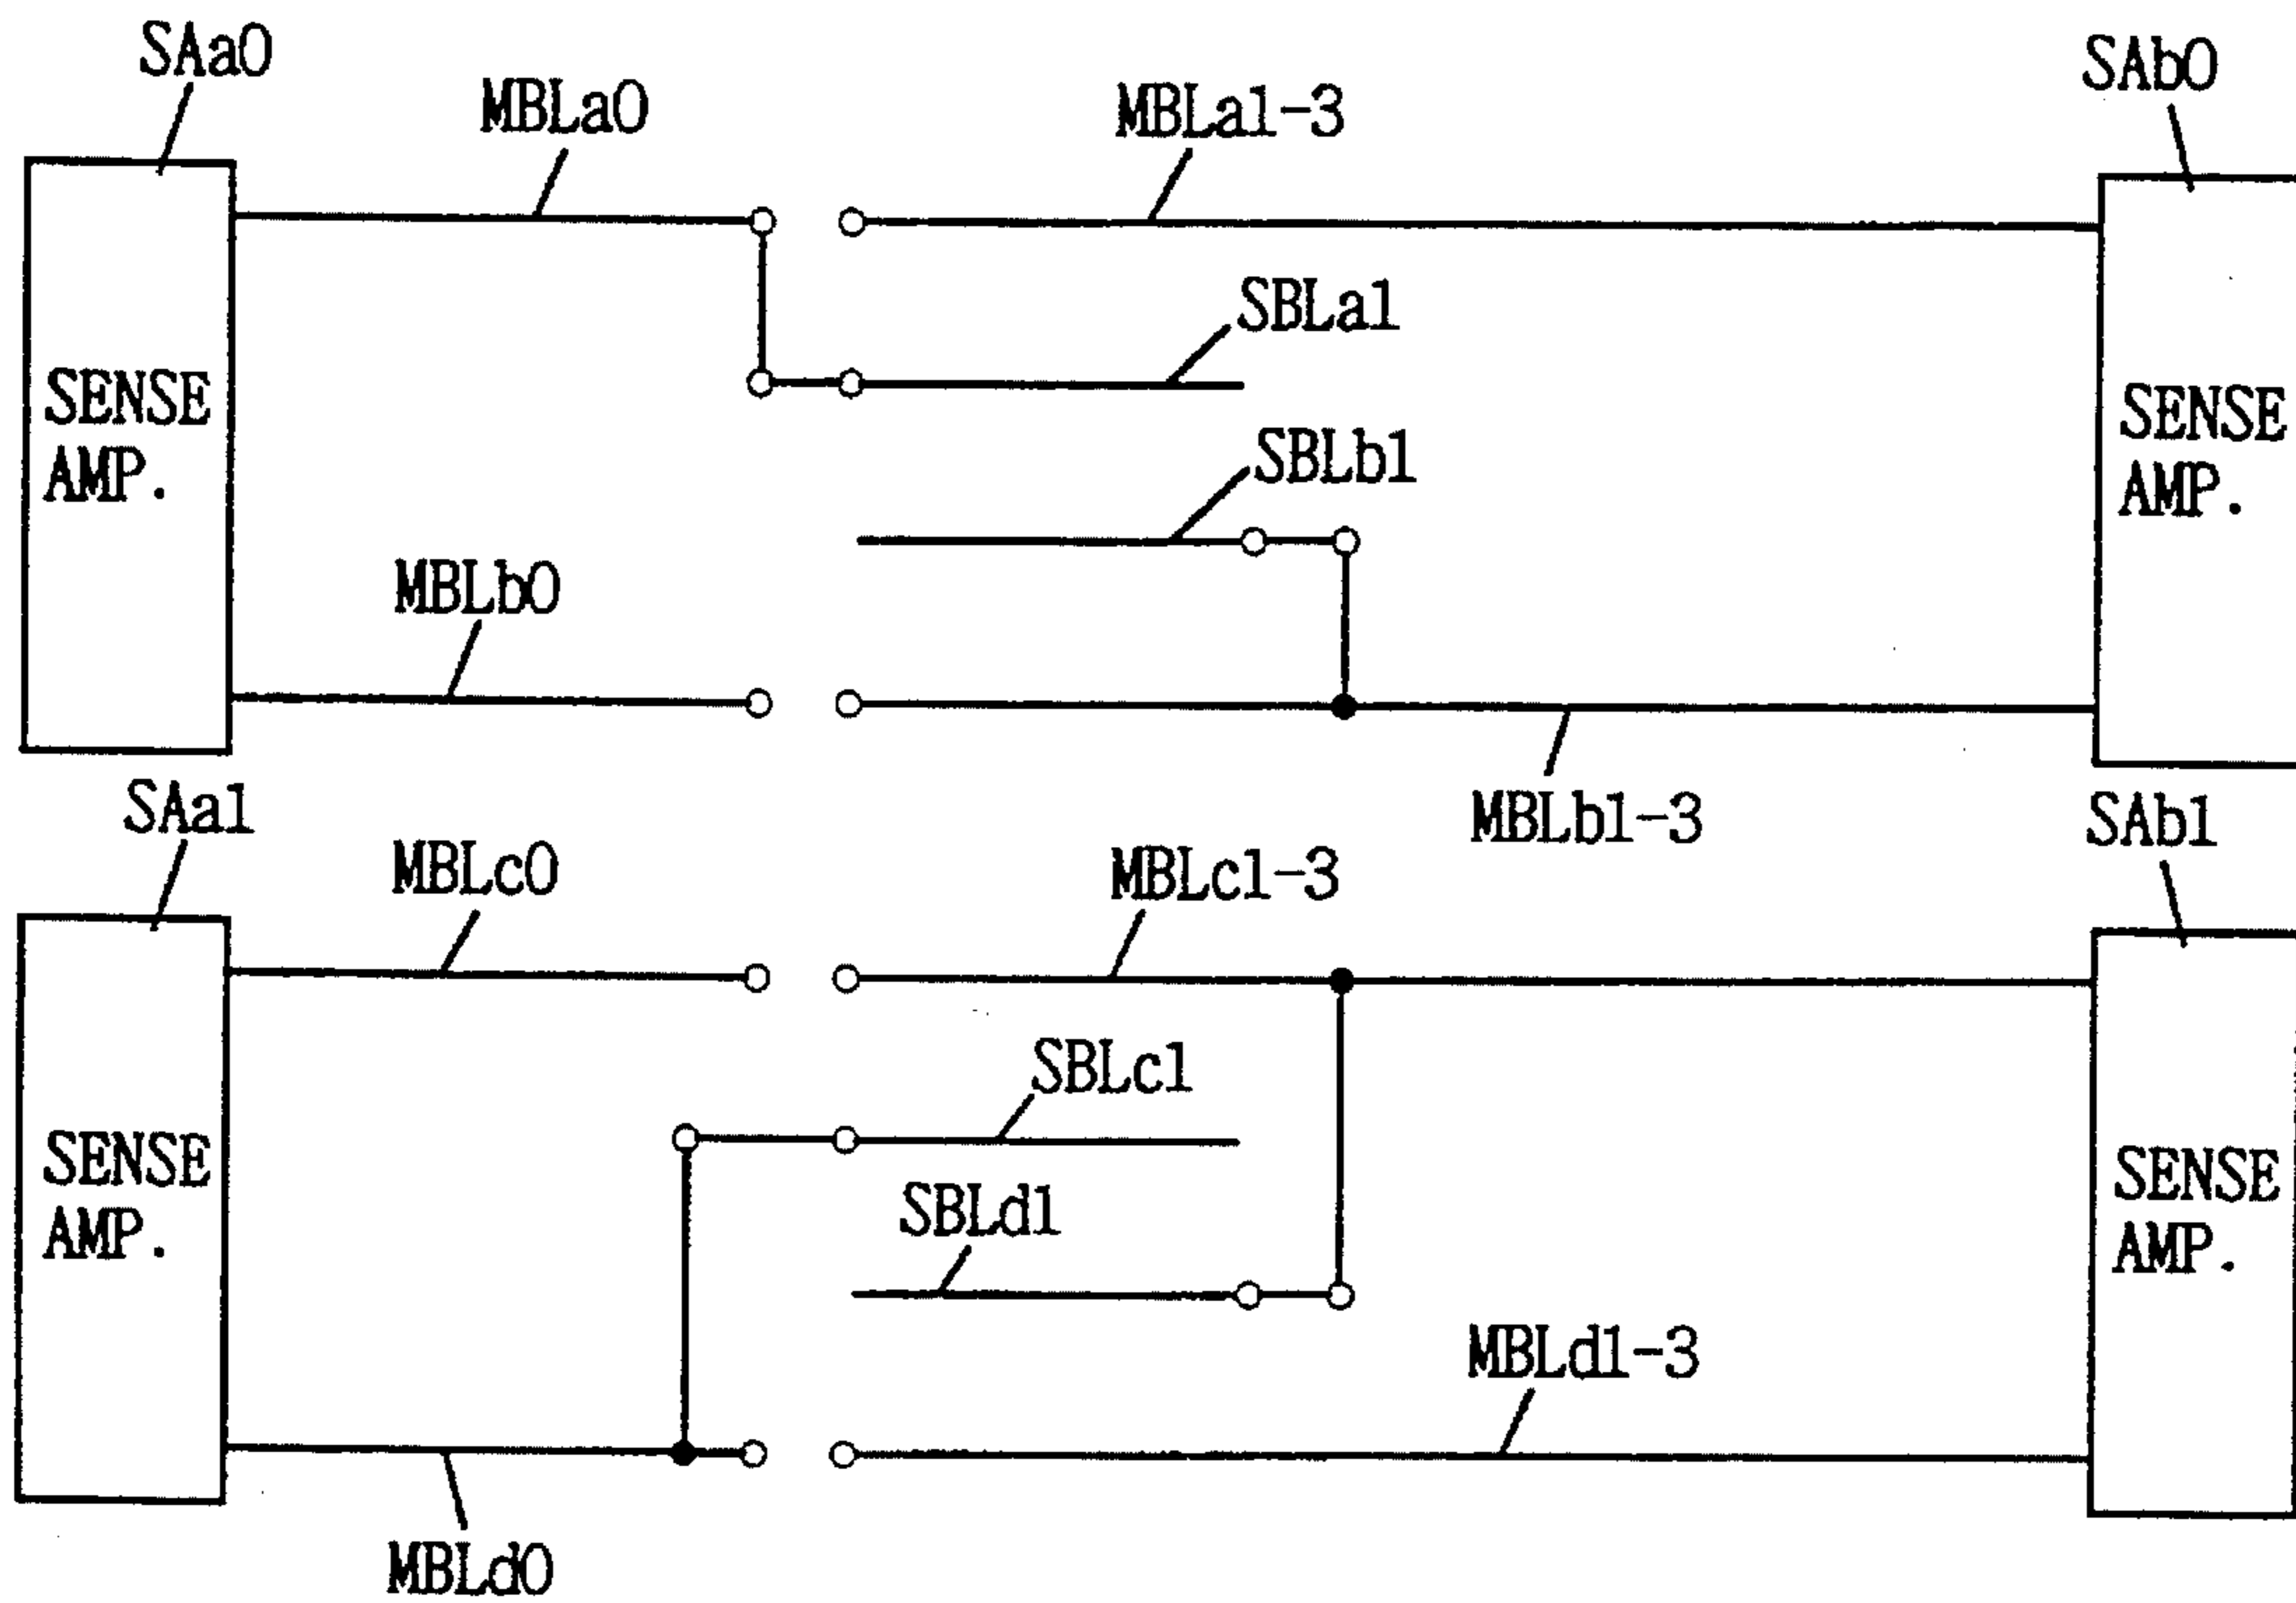 SAa0
MBLa0
MBLa1-3
SAb0
SBLa1
SENSE
AMP.
SENSE
AMP.
SBLb1
MBLb0
MBLb1-3
SAa1
MBLc0
MBLc1-3
SAb1
SBLc1
SENSE
AMP.
SENSE
AMP.
SBLd1
MBLd1-3
MBLd0